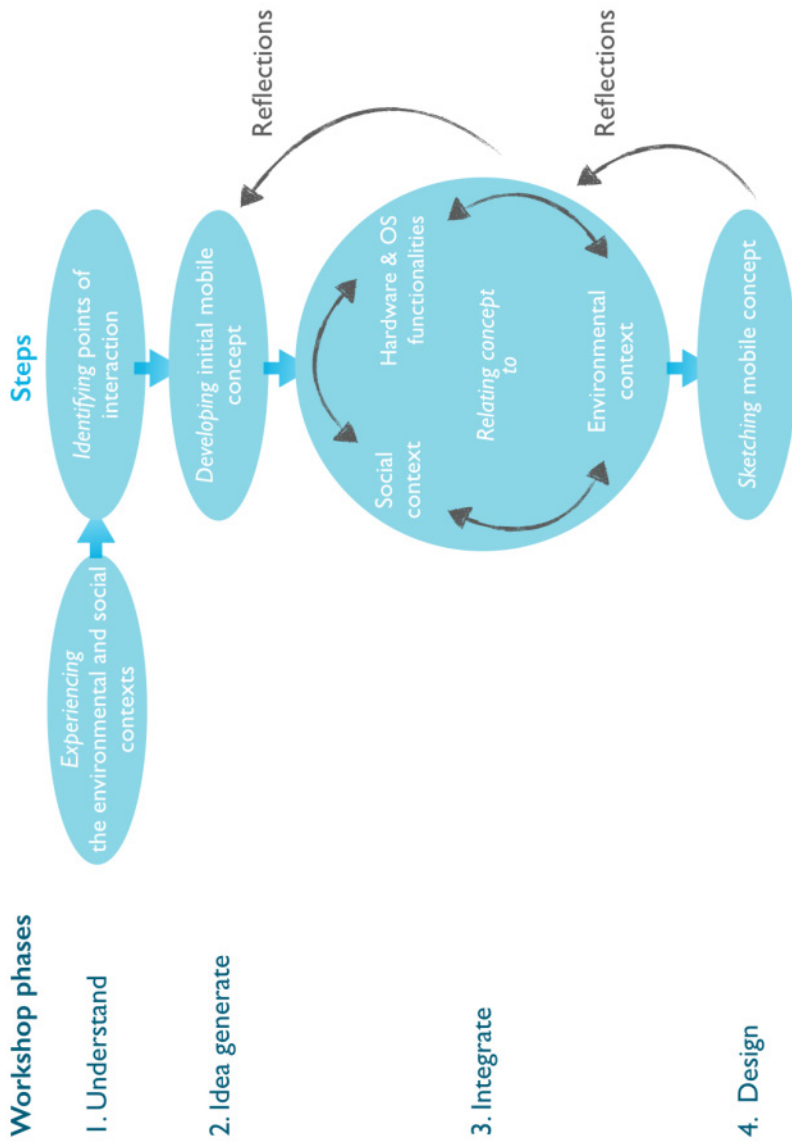 Workshop phases
Steps
1. Understand
Experiencing
the environmental and social
contexts
Identifying points of
interaction
2. Idea generate
Developing initial mobile
concept
Reflections
3. Integrate
Social
context
Hardware & OS
functionalities
Relating concept
to
Environmental
context
Reflections
4. Design
Sketching mobile concept